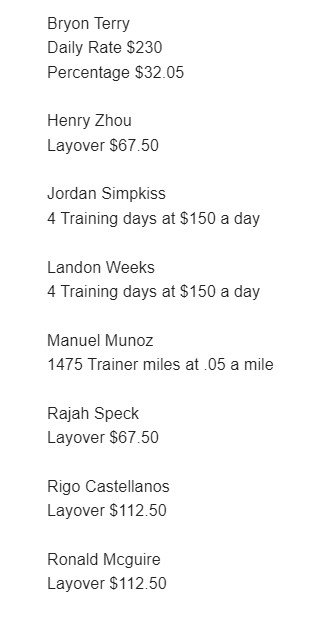 Bryon Terry
Daily Rate $230
Percentage $32.05
Henry Zhou
Layover $67.50
Jordan Simpkiss
4 Training days at $150 a day
Landon Weeks
4 Training days at $150 a day
Manuel Munoz
1475 Trainer miles at .05 a mile
Rajah Speck
Layover $67.50
Rigo Castellanos
Layover $112.50
Ronald Mcguire
Layover $112.50